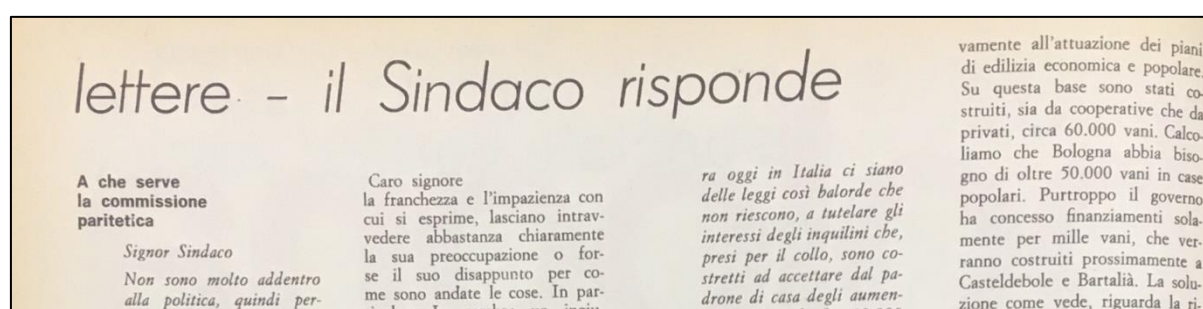 lettere - il Sindaco risponde
A che serve
la commissione
paritetica
Signor Sindaco
Non sono molto addentro
alla politica, quindi per-
Caro signore
la franchezza e l'impazienza con
cui si esprime, lasciano intrav-
vedere abbastanza chiaramente
la sua preoccupazione o for-
se il suo disappunto per co-
me sono andate le cose. In par-
ra oggi in Italia ci siano
delle leggi così balorde che
non riescono, a tutelare gli
interessi degli inquilini che,
presi per il collo, sono co-
stretti ad accettare dal pa-
drone di casa degli aumen-
vamente all'attuazione dei piani
di edilizia economica e popolare.
Su questa base sono stati co-
struiti, sia da cooperative che da
privati, circa 60.000 vani. Calco-
liamo che Bologna abbia biso-
gno di oltre 50.000 vani in case
popolari. Purtroppo il governo
ha concesso finanziamenti sola-
mente per mille vani, che ver-
ranno costruiti prossimamente a
Casteldebole e Bartalià. La solu-
zione come vede, riguarda la ri-